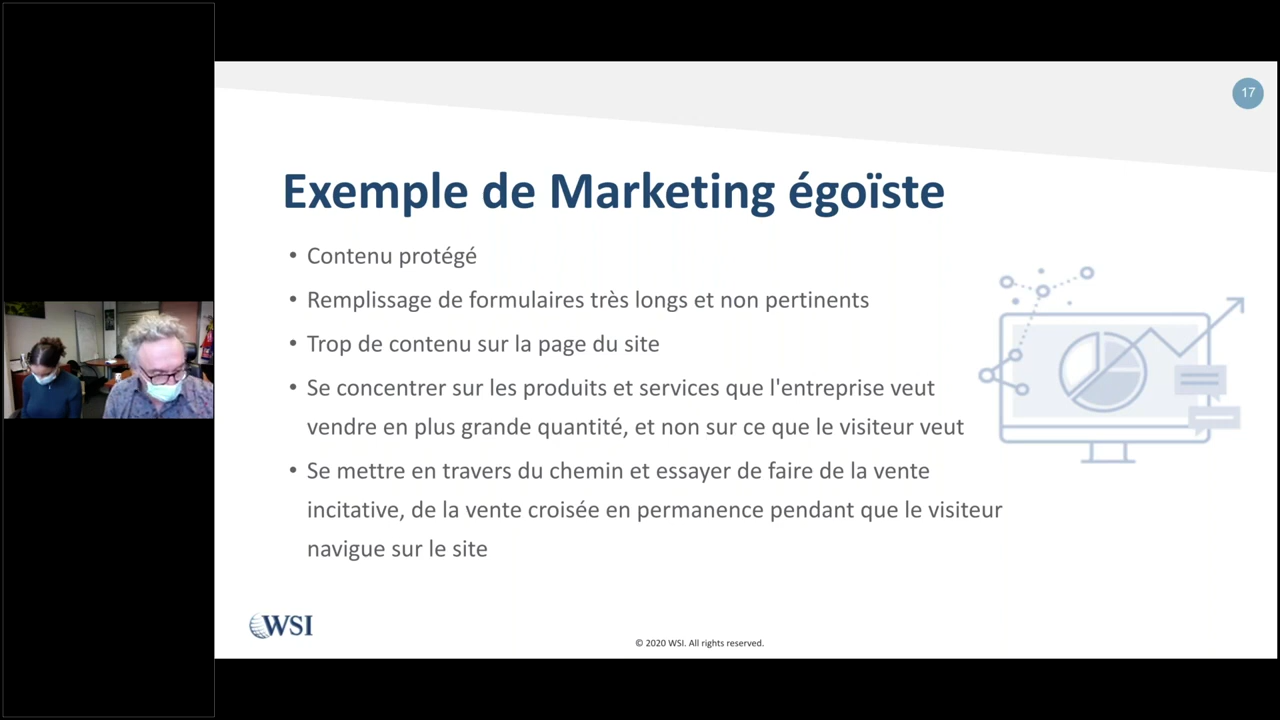 17
Exemple de Marketing égoïste
• Contenu protégé
• Remplissage de formulaires très longs et non pertinents
• Trop de contenu sur la page du site
• Se concentrer sur les produits et services que l'entreprise veut
vendre en plus grande quantité, et non sur ce que le visiteur veut
• Se mettre en travers du chemin et essayer de faire de la vente
incitative, de la vente croisée en permanence pendant que le visiteur
navigue sur le site
WSI
© 2020 WSI. All rights reserved.